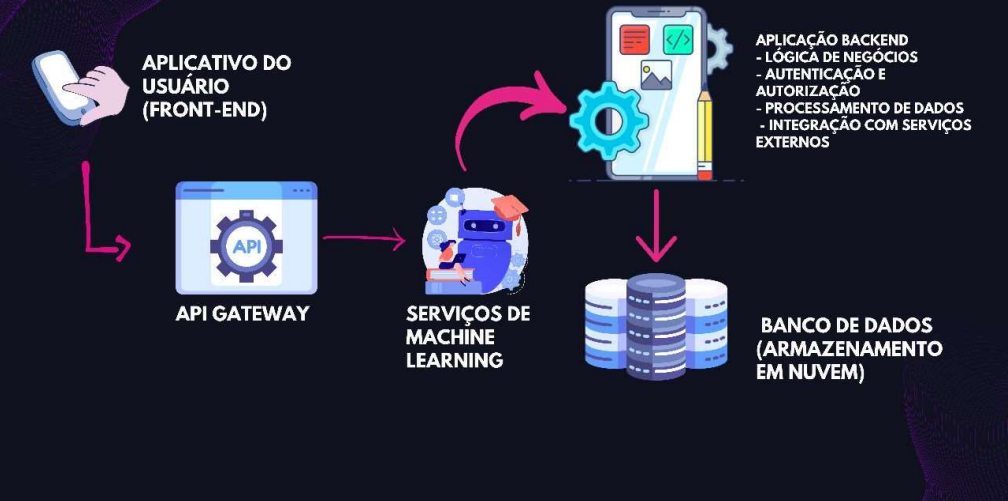 APLICATIVO DO
USUÁRIO
(FRONT-END)
API
API GATEWAY
SERVIÇOS DE
MACHINE
LEARNING
APLICAÇÃO BACKEND
- LÓGICA DE NEGÓCIOS
- AUTENTICAÇÃO E
AUTORIZAÇÃO
- PROCESSAMENTO DE DADOS
- INTEGRAÇÃO COM SERVIÇOS
EXTERNOS
</>
BANCO DE DADOS
(ARMAZENAMENTO
EM NUVEM)